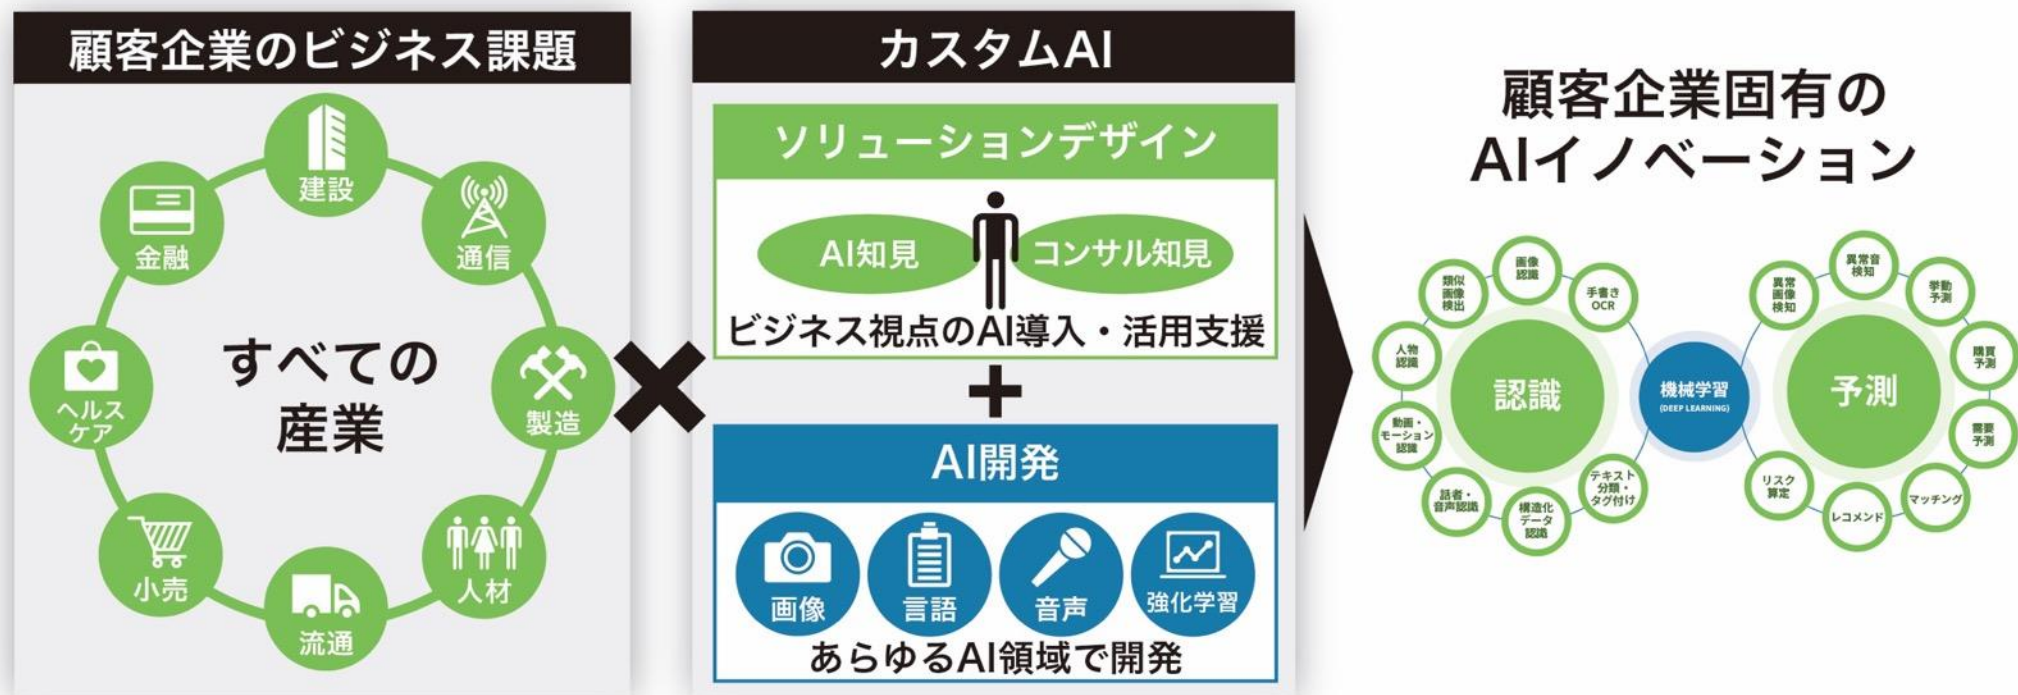 顧客企業のビジネス課題
建設
金融
通信
ヘルス
ケア
すべての
産業
製造
小売
人材
流通
カスタムAI
ソリューションデザイン
AI知見
コンサル知見
ビジネス視点のAI導入・活用支援
+
AI開発
画像
言語
音声
強化学習
あらゆるAI領域で開発
顧客企業固有の
AIイノベーション
画像
認識
類似
画像
検出
手書き
OCR
人物
認識
認識
動画・
モーション
認識
話者・
音声認識
構造化
データ
認識
テキスト
分類・
タグ付け
機械学習
(DEEP LEARNING)
異常音
検知
異常
画像
検知
挙動
予測
購買
予測
予測
需要
予測
リスク
算定
レコメンド
マッチング